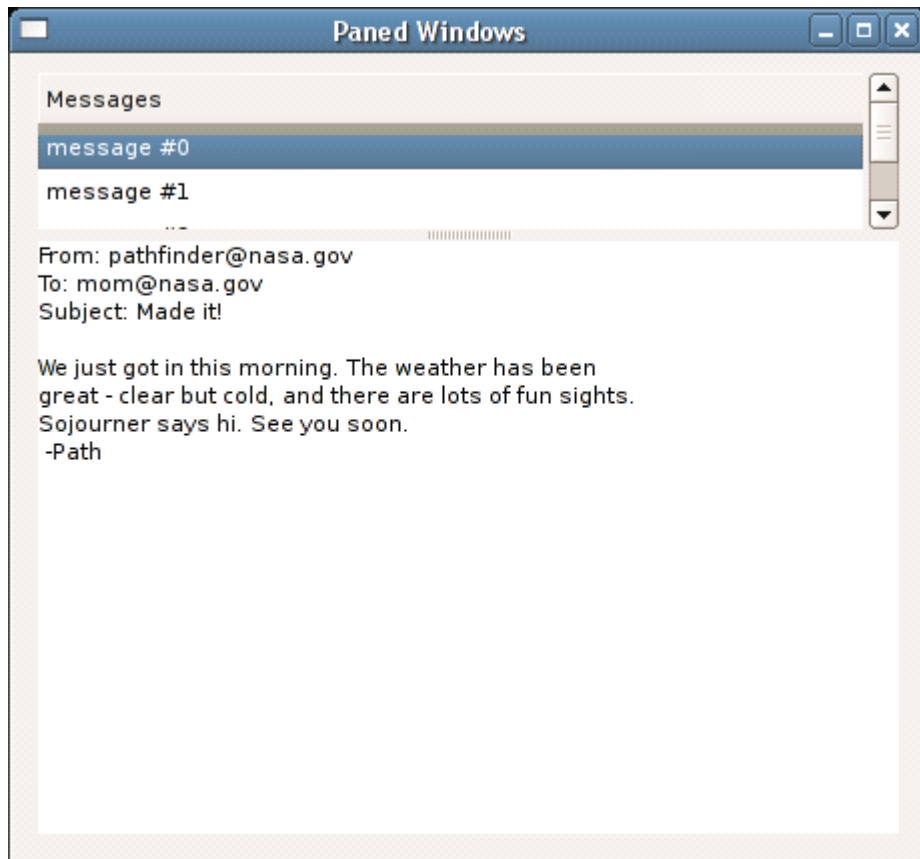 Paned Windows
Messages
message #0
message #1
From: pathfinder@nasa.gov
To: mom@nasa.gov
Subject: Made it!
We just got in this morning. The weather has been
great - clear but cold, and there are lots of fun sights.
Sojourner says hi. See you soon.
-Path